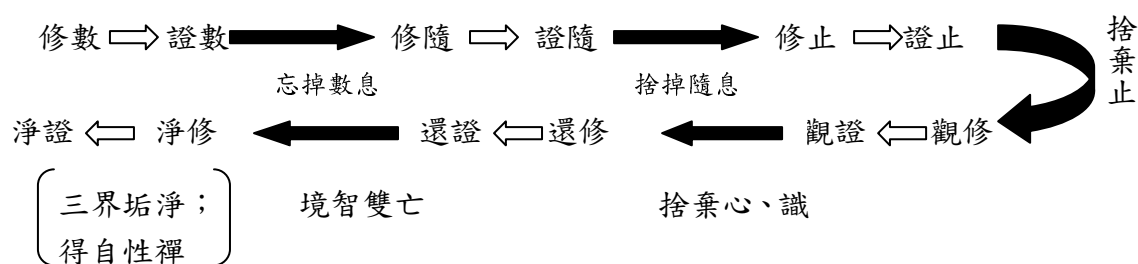 修數 證數 修隨 證隨 修止 證止
捨棄止
忘掉數息 捨掉隨息
淨證 淨修 還證 還修 觀證 觀修
三界垢淨； 境智雙亡 捨棄心、識
得自性禪